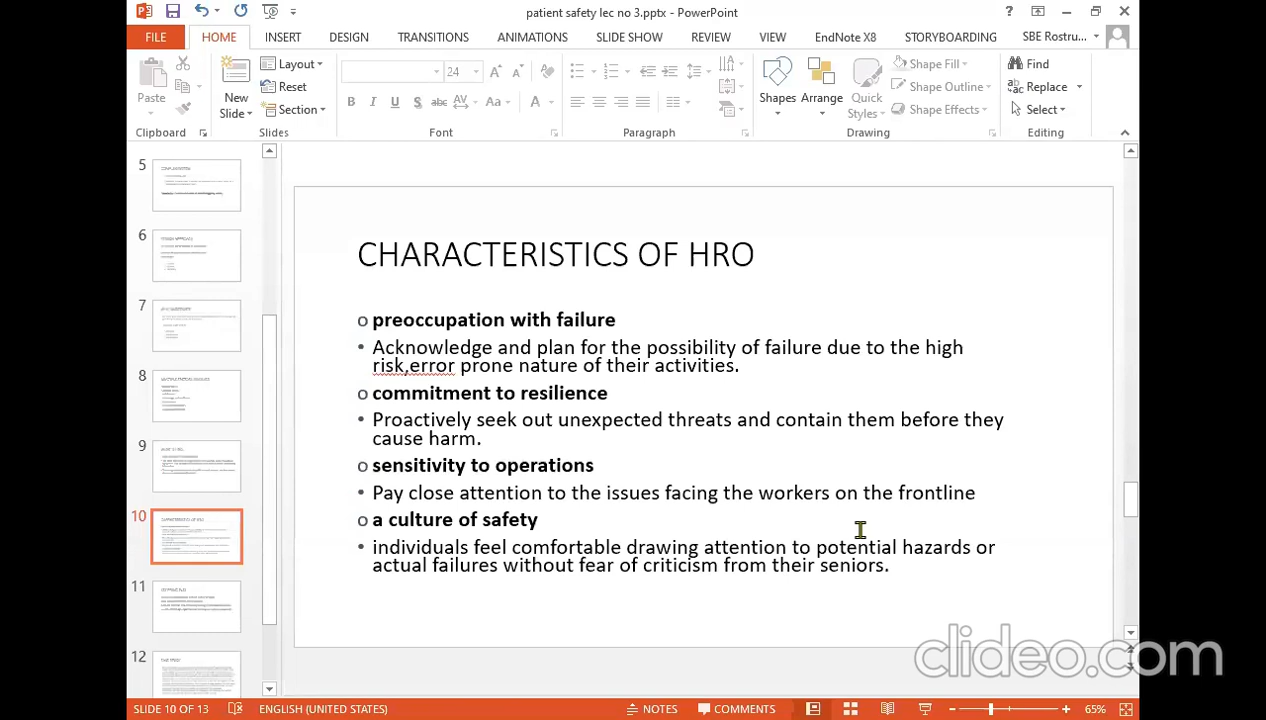 patient safety lec no 3.pptx - PowerPoint
FILE HOME INSERT DESIGN TRANSITIONS ANIMATIONS SLIDE SHOW REVIEW VIEW EndNote X8 STORYBOARDING SBE Rostru...
Paste
New Slide
Layout
Reset
Section
24
B I U S abc AV Aa A
Shapes
Arrange
Quick Styles
Shape Fill
Shape Outline
Shape Effects
Find
Replace
Select
Clipboard Slides Font Paragraph Drawing Editing
5
6
7
8
9
10
11
12
CHARACTERISTICS OF HRO
o preoccupation with failure
• Acknowledge and plan for the possibility of failure due to the high
risk,error prone nature of their activities.
o commitment to resilience
• Proactively seek out unexpected threats and contain them before they
cause harm.
o sensitivity to operations
• Pay close attention to the issues facing the workers on the frontline
o a culture of safety
• individuals feel comfortable drawing attention to potential hazards or
actual failures without fear of criticism from their seniors.
clideo.com
SLIDE 10 OF 13 ENGLISH (UNITED STATES) NOTES COMMENTS 65%